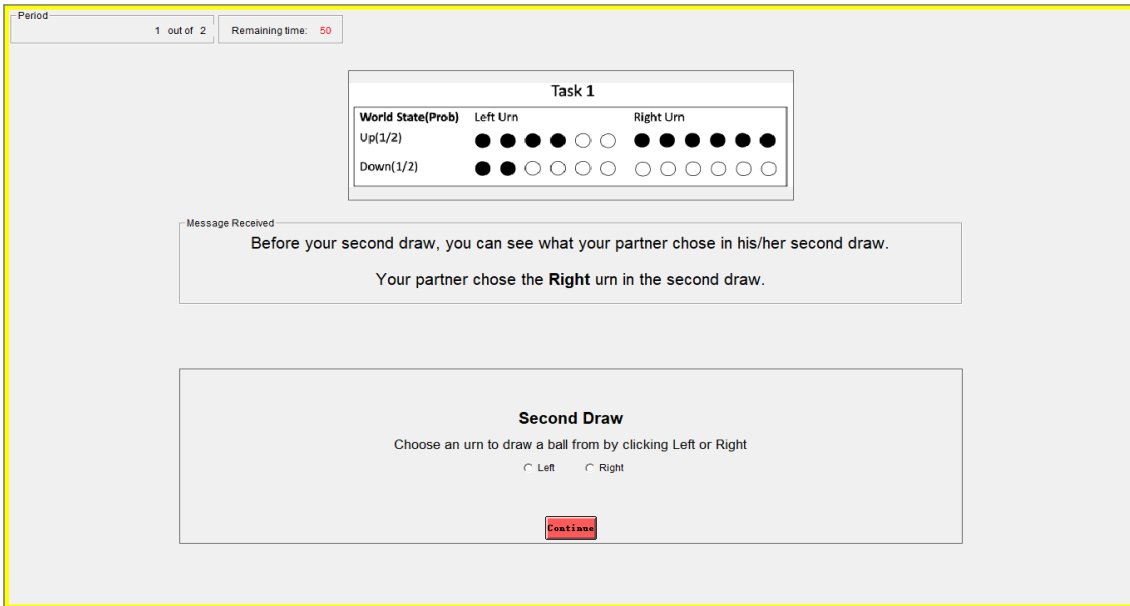 Period
1 out of 2 Remaining time: 50
Task 1
World State(Prob) Left Urn Right Urn
Up(1/2)
Down(1/2)
Message Received
Before your second draw, you can see what your partner chose in his/her second draw.
Your partner chose the Right urn in the second draw.
Second Draw
Choose an urn to draw a ball from by clicking Left or Right
Left Right
Continue